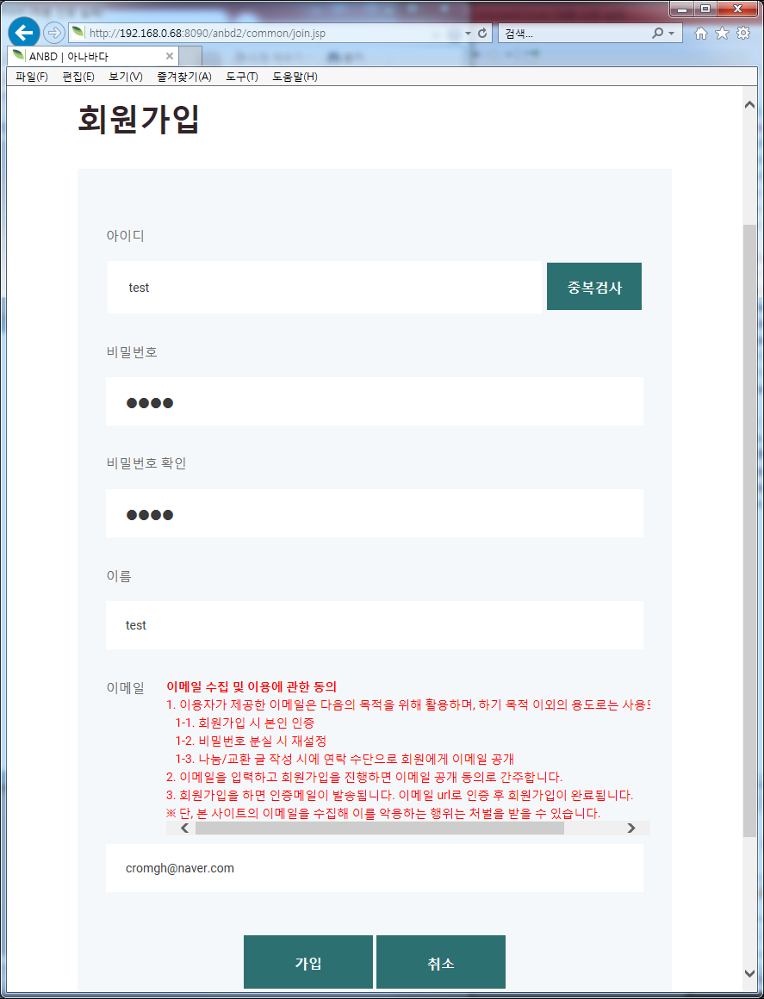 http://192.168.0.68:8090/anbd2/common/join.jsp
검색...
ANBD | 아나바다
파일(F) 편집(E) 보기(V) 즐겨찾기(A) 도구(T) 도움말(H)
회원가입
아이디
test
중복검사
비밀번호
비밀번호 확인
이름
test
이메일
이메일 수집 및 이용에 관한 동의
1. 이용자가 제공한 이메일은 다음의 목적을 위해 활용하며, 하기 목적 이외의 용도로는 사용되
1-1. 회원가입 시 본인 인증
1-2. 비밀번호 분실 시 재설정
1-3. 나눔/교환 글 작성 시에 연락 수단으로 회원에게 이메일 공개
2. 이메일을 입력하고 회원가입을 진행하면 이메일 공개 동의로 간주합니다.
3. 회원가입을 하면 인증메일이 발송됩니다. 이메일 url로 인증 후 회원가입이 완료됩니다.
※ 단, 본 사이트의 이메일을 수집해 이를 악용하는 행위는 처벌을 받을 수 있습니다.
cromgh@naver.com
가입
취소